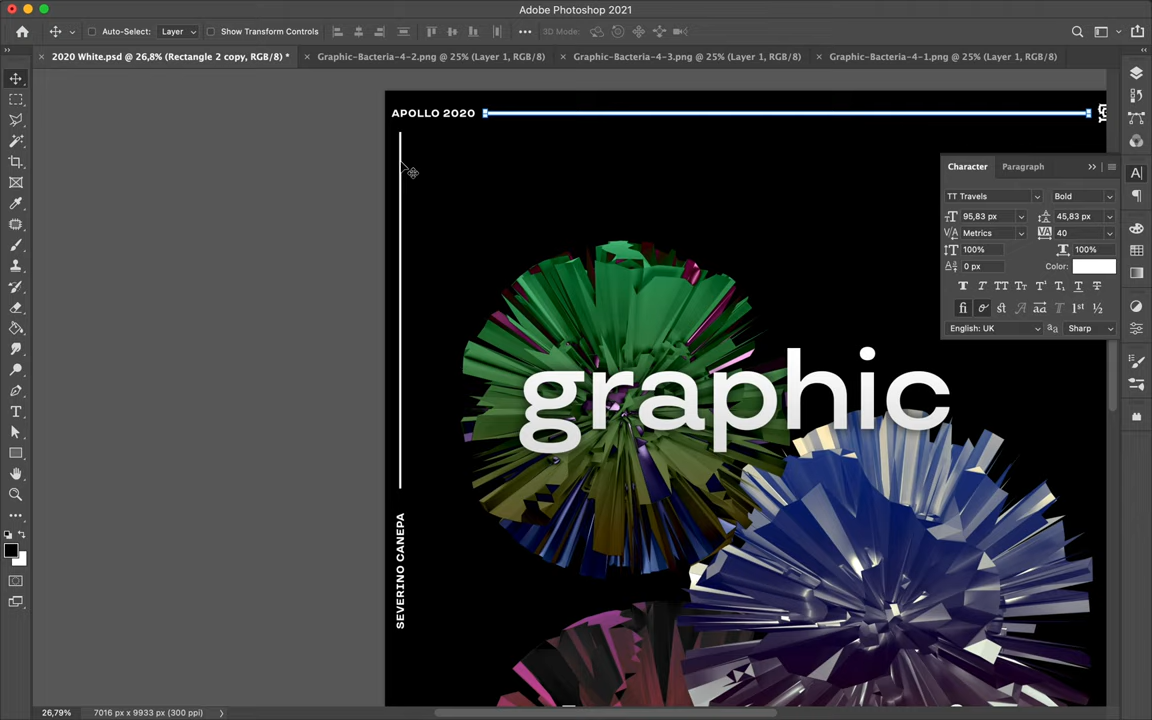 Adobe Photoshop 2021
Auto-Select: Layer Show Transform Controls 3D Mode:
2020 White.psd @ 26,8% (Rectangle 2 copy, RGB/8) *
Graphic-Bacteria-4-2.png @ 25% (Layer 1, RGB/8)
Graphic-Bacteria-4-3.png @ 25% (Layer 1, RGB/8)
Graphic-Bacteria-4-1.png @ 25% (Layer 1, RGB/8)
APOLLO 2020
Character Paragraph
TT Travels Bold
95,83 px 45,83 px
Metrics 40
100% 100%
0 px Color:
English: UK Sharp
graphic
SEVERINO CANEPA
26,79% 7016 px x 9933 px (300 ppi)